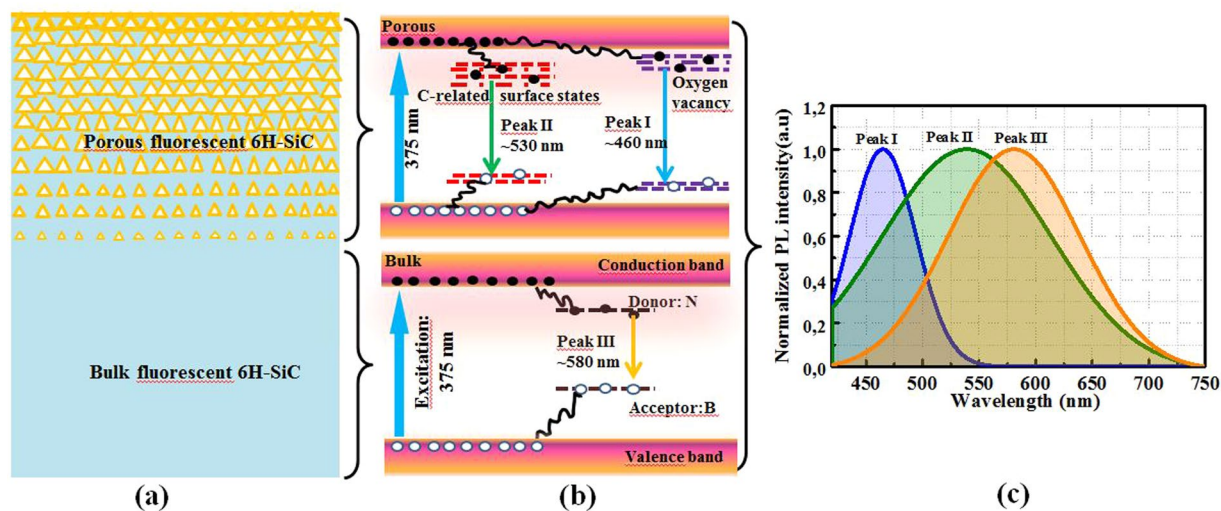 Porous fluorescent 6H-SiC
Bulk fluorescent 6H-SiC
(a)
Porous
375 nm
C-related surface states
Oxygen
vacancy
Peak II
~530 nm
Peak I
~460 nm
Bulk
Conduction band
Excitation:
375 nm
Donor: N
Peak III
~580 nm
Acceptor:B
Valence band
(b)
Normalized PL intensity(a.u)
1,2
1,0
0,8
0,6
0,4
0,2
0,0
Peak I
Peak II
Peak III
450 500 550 600 650 700 750
Wavelength (nm)
(c)